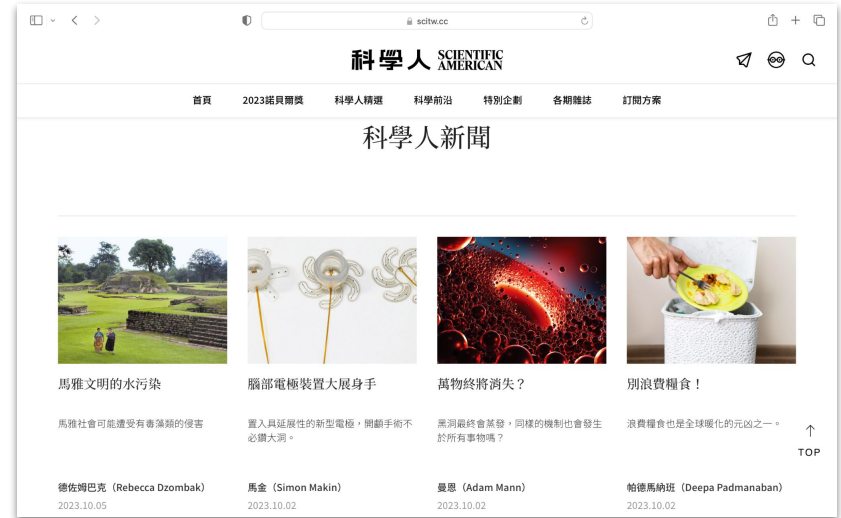 scitw.cc
科學人 SCIENTIFIC AMERICAN
首頁 2023諾貝爾獎 科學人精選 科學前沿 特別企劃 各期雜誌 訂閱方案
科學人新聞
馬雅文明的水污染
馬雅社會可能遭受有毒藻類的侵害
德佐姆巴克（Rebecca Dzombak）
2023.10.05
腦部電極裝置大展身手
置入具延展性的新型電極，開顱手術不
必鑽大洞。
馬金（Simon Makin）
2023.10.02
萬物終將消失？
黑洞最終會蒸發，同樣的機制也會發生
於所有事物嗎？
曼恩（Adam Mann）
2023.10.02
別浪費糧食！
浪費糧食也是全球暖化的元凶之一。
帕德馬納班（Deepa Padmanaban）
2023.10.02
TOP